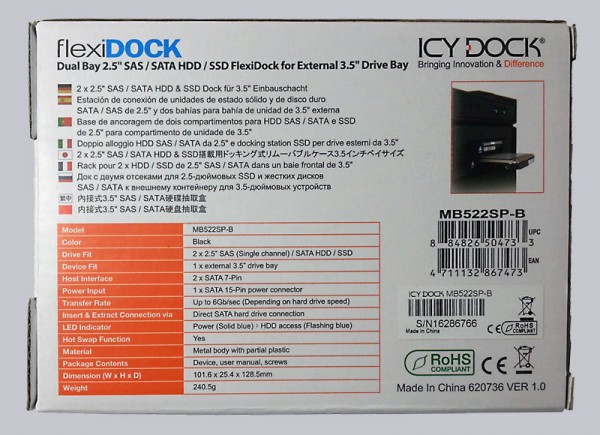 flexiDOCK
Dual Bay 2.5" SAS / SATA HDD / SSD FlexiDock for External 3.5" Drive Bay
ICY DOCK®
Bringing Innovation & Difference
2 x 2.5" SAS / SATA HDD & SSD Dock für 3.5" Einbauschacht
Estación de conexión de unidades de estado sólido y de disco duro
SATA / SAS de 2.5" y dos bahías para bahía de unidad de 3.5" externa
Base de ancoragem de dois compartimentos para HDD SAS / SATA e SSD
de 2.5" para compartimento de unidade de 3.5"
Doppio alloggio HDD SAS / SATA da 2.5" e docking station SSD per drive esterni da 3.5"
2 x 2.5" SAS / SATA HDD & SSD搭載用ドッキング式リムーバブルケース3.5インチベイサイズ
Rack pour 2 x HDD / SSD de 2.5" SAS / SATA dans un baie frontal de 3.5"
Док с двумя отсеками для 2.5-дюймовых SSD и жестких дисков
SAS / SATA к внешнему контейнеру для 3.5-дюймовых устройств
繁中 內接式3.5" SAS / SATA硬碟抽取盒
简中 内接式3.5" SAS / SATA硬盘抽取盒
Model MB522SP-B
Color Black
Drive Fit 2 x 2.5" SAS (Single channel) / SATA HDD / SSD
Device Fit 1 x external 3.5" drive bay
Host Interface 2 x SATA 7-Pin
Power Input 1 x SATA 15-Pin power connector
Transfer Rate Up to 6Gb/sec (Depending on hard drive speed)
Insert & Extract Connection via Direct SATA hard drive connection
LED Indicator Power (Solid blue) : HDD access (Flashing blue)
Hot Swap Function Yes
Material Metal body with partial plastic
Package Contents Device, user manual, screws
Dimension (W x H x D) 101.6 x 25.4 x 128.5mm
Weight 240.5g
MB522SP-B
UPC
8 84826 50473 3
EAN
4 711132 867473
ICY DOCK MB522SP-B
S/N16286766
CE RoHS
COMPLIANT
RoHS
COMPLIANT
CE
Made In China 620736 VER 1.0